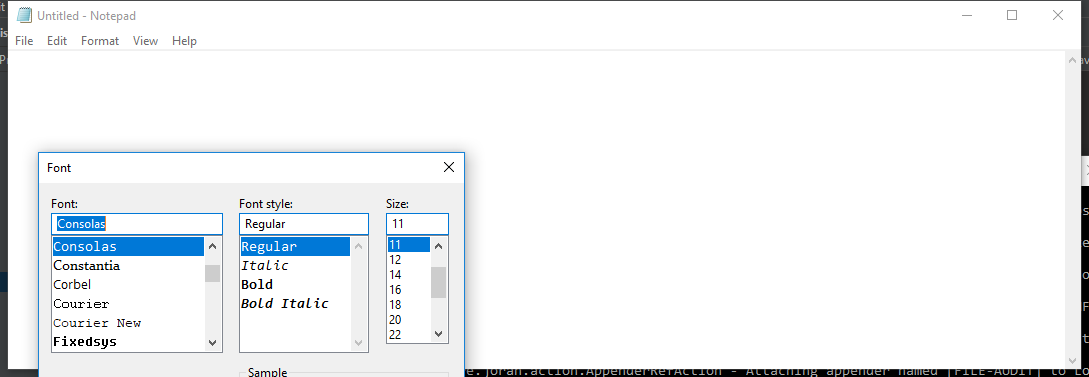 Untitled - Notepad
File Edit Format View Help
Font
Font: Font style: Size:
Consolas Regular 11
Consolas Regular 11
Constantia Italic 12
Corbel Bold 14
Courier Bold Italic 16
Courier New 18
Fixedsys 20
22
Sample
e.joran.action.AppenderRefAction - Attaching appender named [FILE-AUDIT] to Lo